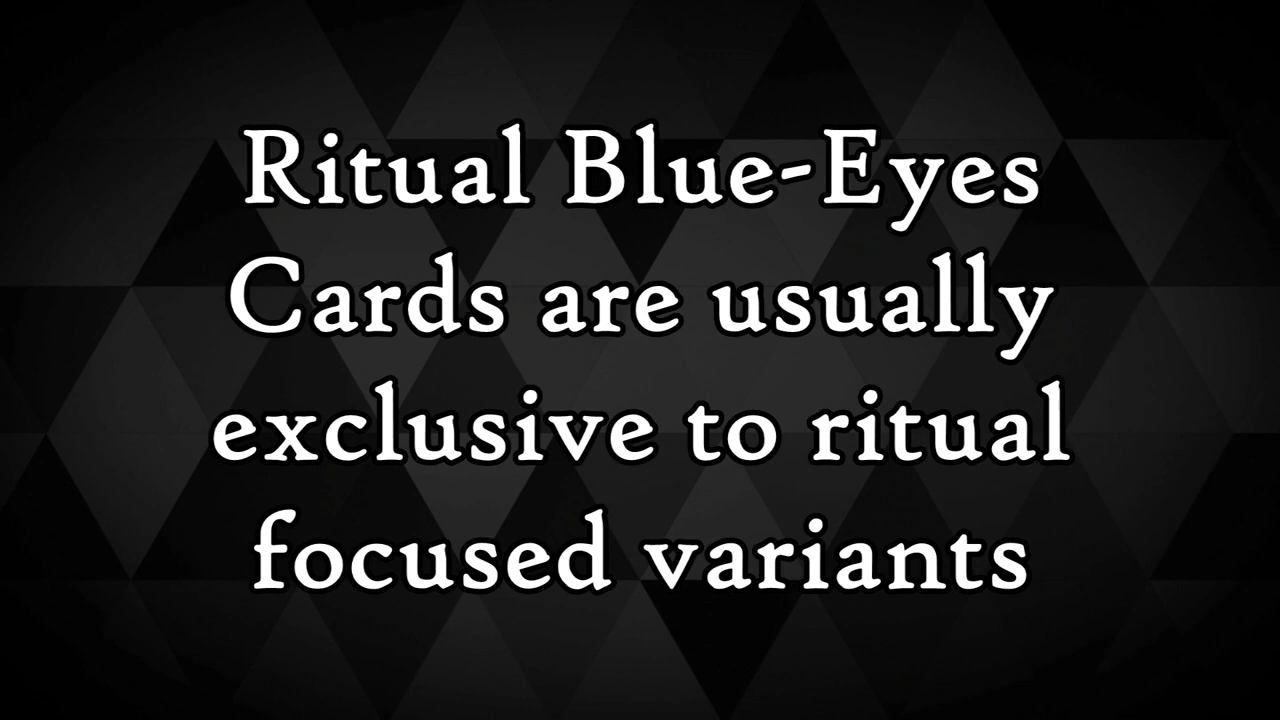 Ritual Blue-Eyes
Cards are usually
exclusive to ritual
focused variants